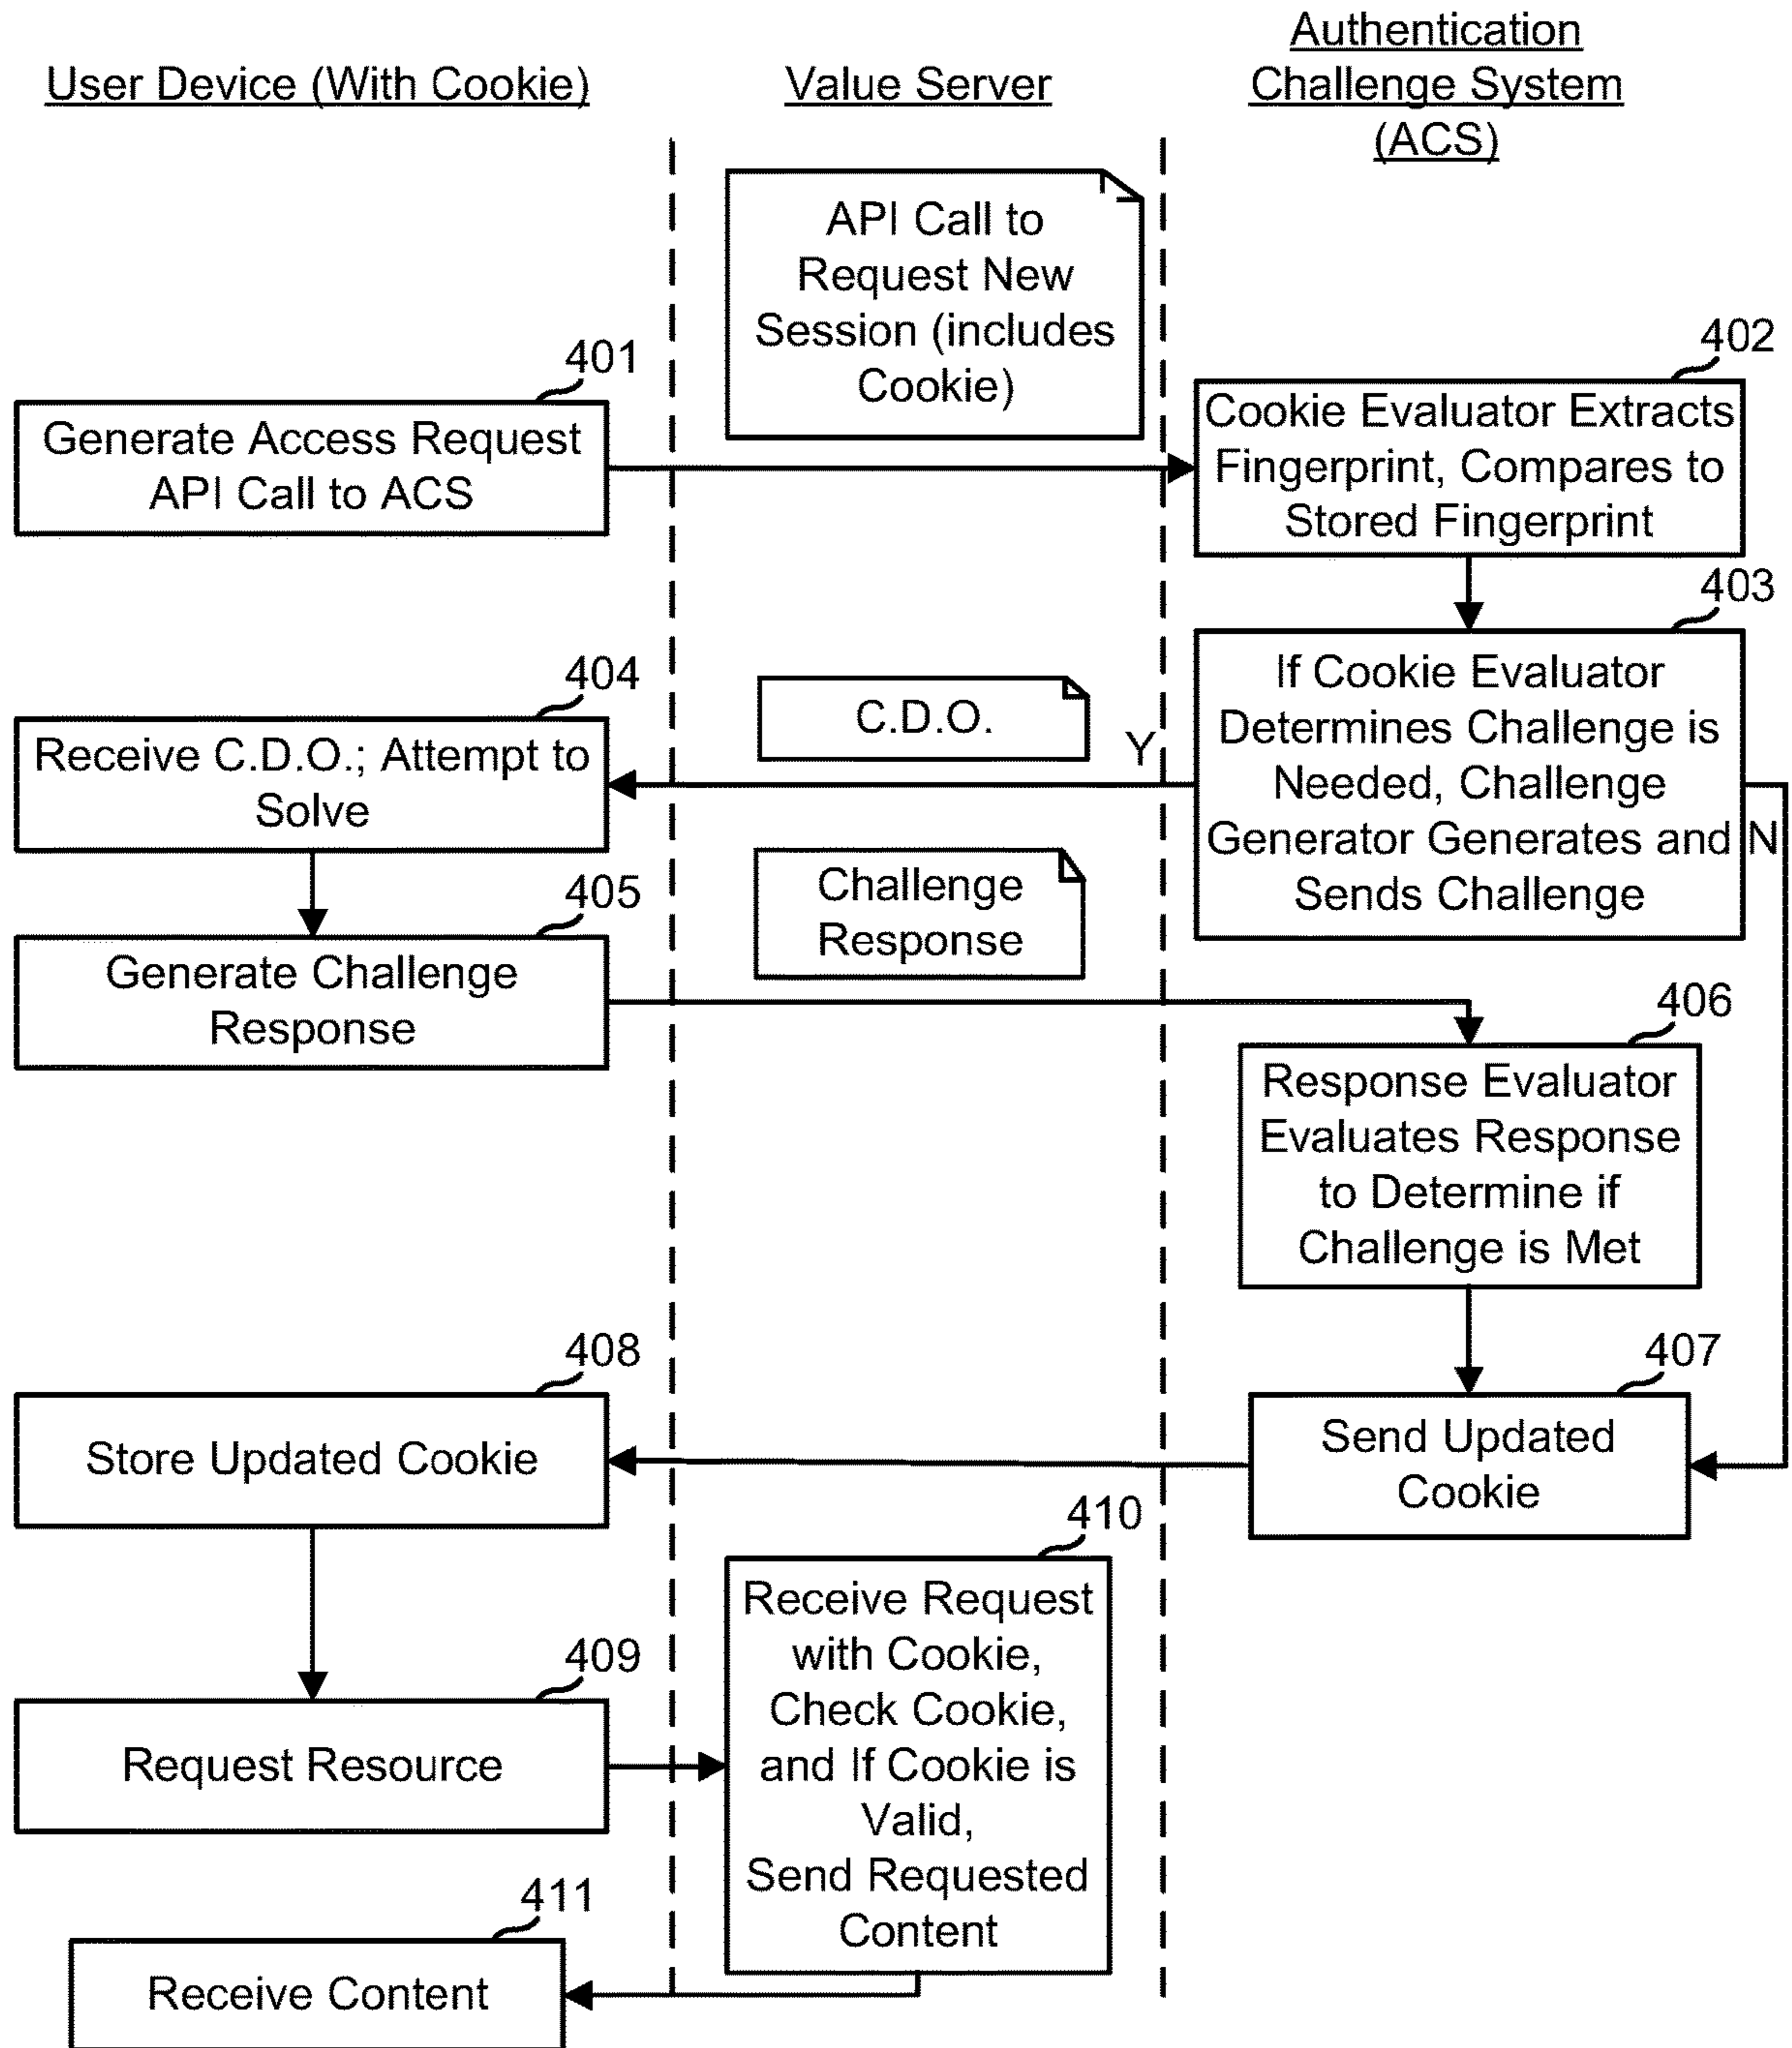 User Device (With Cookie)
Value Server
Authentication
Challenge System
(ACS)
API Call to
Request New
Session (includes
Cookie)
401
Generate Access Request
API Call to ACS
402
Cookie Evaluator Extracts
Fingerprint, Compares to
Stored Fingerprint
403
If Cookie Evaluator
Determines Challenge is
Needed, Challenge
Generator Generates and
Sends Challenge
Y
N
C.D.O.
404
Receive C.D.O.; Attempt to
Solve
Challenge
Response
405
Generate Challenge
Response
406
Response Evaluator
Evaluates Response
to Determine if
Challenge is Met
407
Send Updated
Cookie
408
Store Updated Cookie
409
Request Resource
410
Receive Request
with Cookie,
Check Cookie,
and If Cookie is
Valid,
Send Requested
Content
411
Receive Content